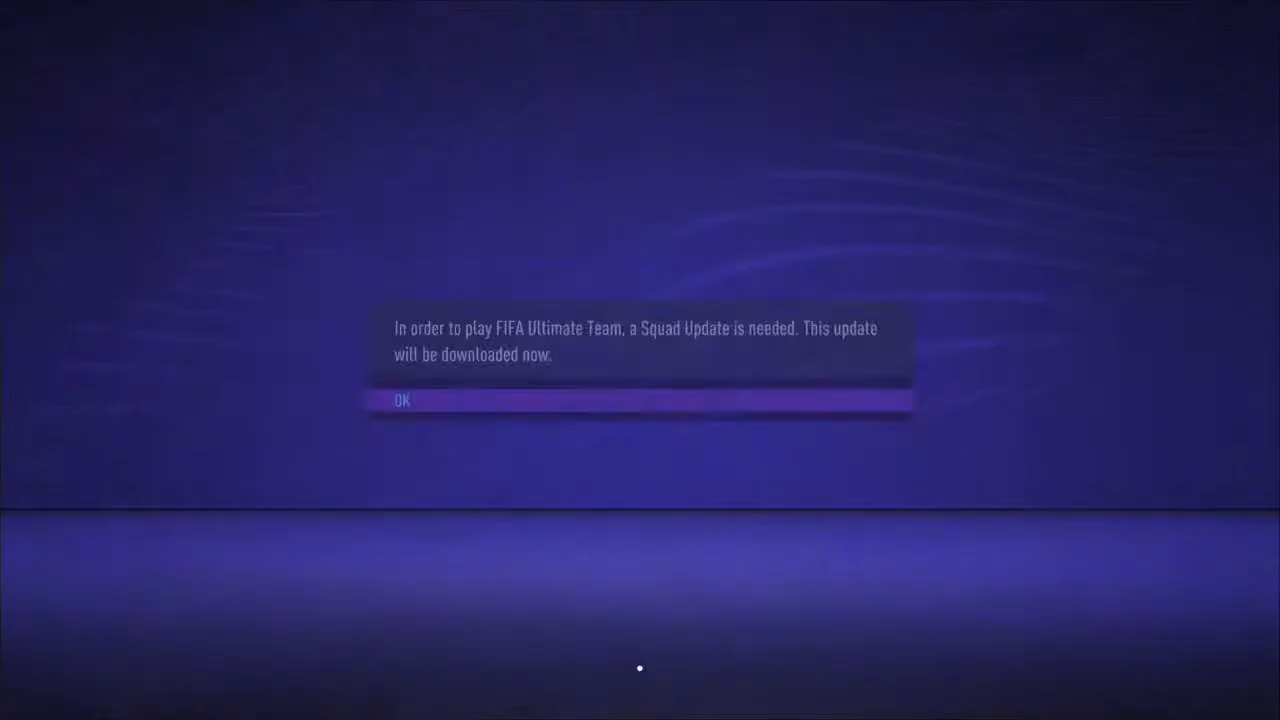 In order to play FIFA Ultimate Team, a Squad Update is needed. This update
will be downloaded now.
OK